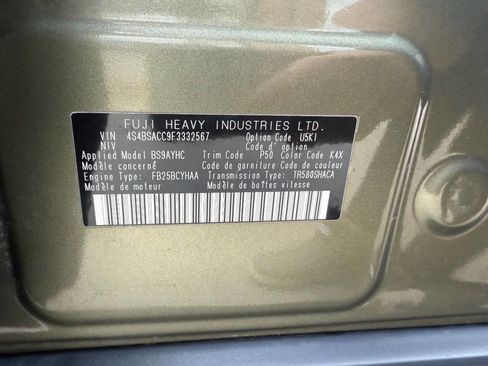 FUJI HEAVY INDUSTRIES LTD.
VIN 4S4BSACC9F3332567 Option Code U5KI
NIV Code d' option
Applied Model BS9AYHC Trim Code P50 Color Code K4X
Modèle concerné Code de garniture Code de couleur
Engine Type FB25BCYHAA Transmission Type TR580SHACA
Modèle de moteur Modèle de boîtes vitesse